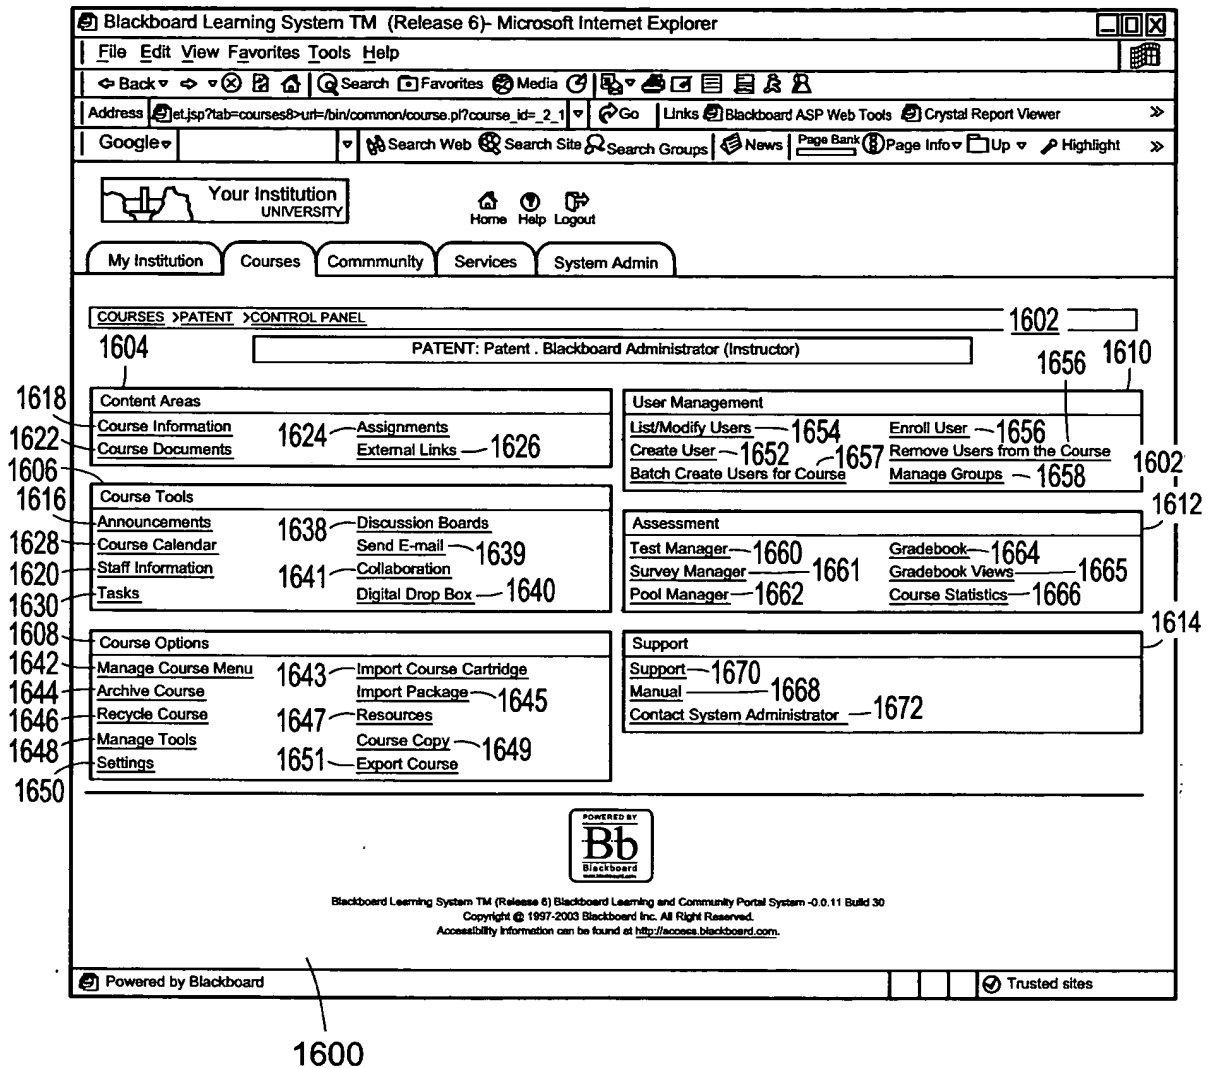 Blackboard Learning System TM (Release 6)- Microsoft Internet Explorer
File Edit View Favorites Tools Help
Back Search Favorites Media
Address et.jsp?tab=courses8>url=/bin/common/course.pl?course_id=_2_1 Go Links Blackboard ASP Web Tools Crystal Report Viewer »
Google Search Web Search Site Search Groups News Page Bank Page Info Up Highlight »
Your Institution
UNIVERSITY
Home Help Logout
My Institution Courses Commmunity Services System Admin
COURSES >PATENT >CONTROL PANEL 1602
1604 PATENT: Patent . Blackboard Administrator (Instructor) 1656 1610
1618 Content Areas
Course Information 1624 Assignments
1622 Course Documents External Links 1626
User Management
List/Modify Users 1654 Enroll User 1656
Create User 1652 1657 Remove Users from the Course
Batch Create Users for Course Manage Groups 1658 1602
1606 Course Tools
1616 Announcements 1638 Discussion Boards
1628 Course Calendar Send E-mail 1639
1620 Staff Information 1641 Collaboration
1630 Tasks Digital Drop Box 1640
1612
Assessment
Test Manager 1660 Gradebook 1664
Survey Manager 1661 Gradebook Views 1665
Pool Manager 1662 Course Statistics 1666
1608 Course Options
1642 Manage Course Menu 1643 Import Course Cartridge
1644 Archive Course Import Package 1645
1646 Recycle Course 1647 Resources
1648 Manage Tools Course Copy 1649
1650 Settings 1651 Export Course
1614
Support
Support 1670
Manual 1668
Contact System Administrator 1672
POWERED BY
Bb
Blackboard
www.blackboard.com
Blackboard Learning System TM (Release 6) Blackboard Learning and Community Portal System -0.0.11 Build 30
Copyright @ 1997-2003 Blackboard Inc. All Right Reserved.
Accessibility information can be found at http://access.blackboard.com.
Powered by Blackboard Trusted sites
1600